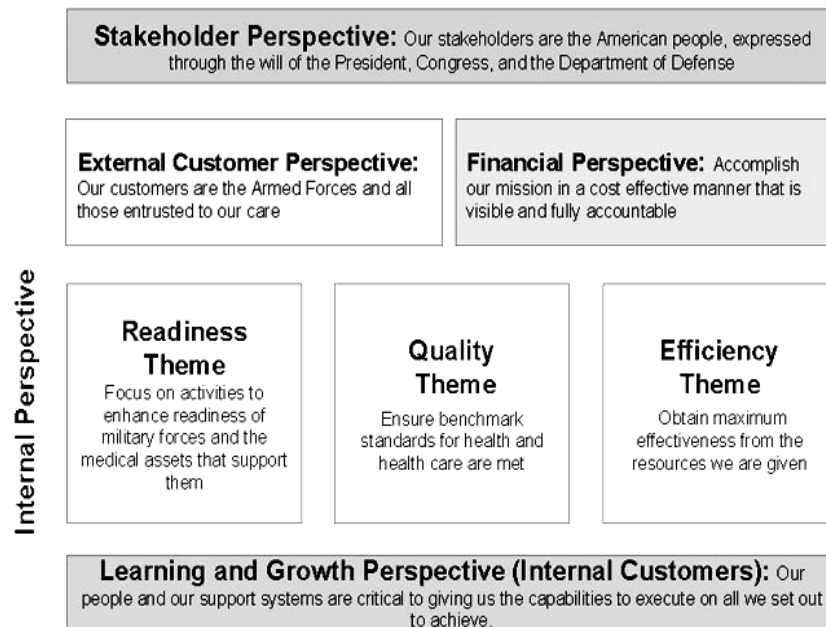 Stakeholder Perspective: Our stakeholders are the American people, expressed
through the will of the President, Congress, and the Department of Defense
External Customer Perspective:
Our customers are the Armed Forces and all
those entrusted to our care
Financial Perspective: Accomplish
our mission in a cost effective manner that is
visible and fully accountable
Internal Perspective
Readiness
Theme
Focus on activities to
enhance readiness of
military forces and the
medical assets that support
them
Quality
Theme
Ensure benchmark
standards for health and
health care are met
Efficiency
Theme
Obtain maximum
effectiveness from the
resources we are given
Learning and Growth Perspective (Internal Customers): Our
people and our support systems are critical to giving us the capabilities to execute on all we set out
to achieve.